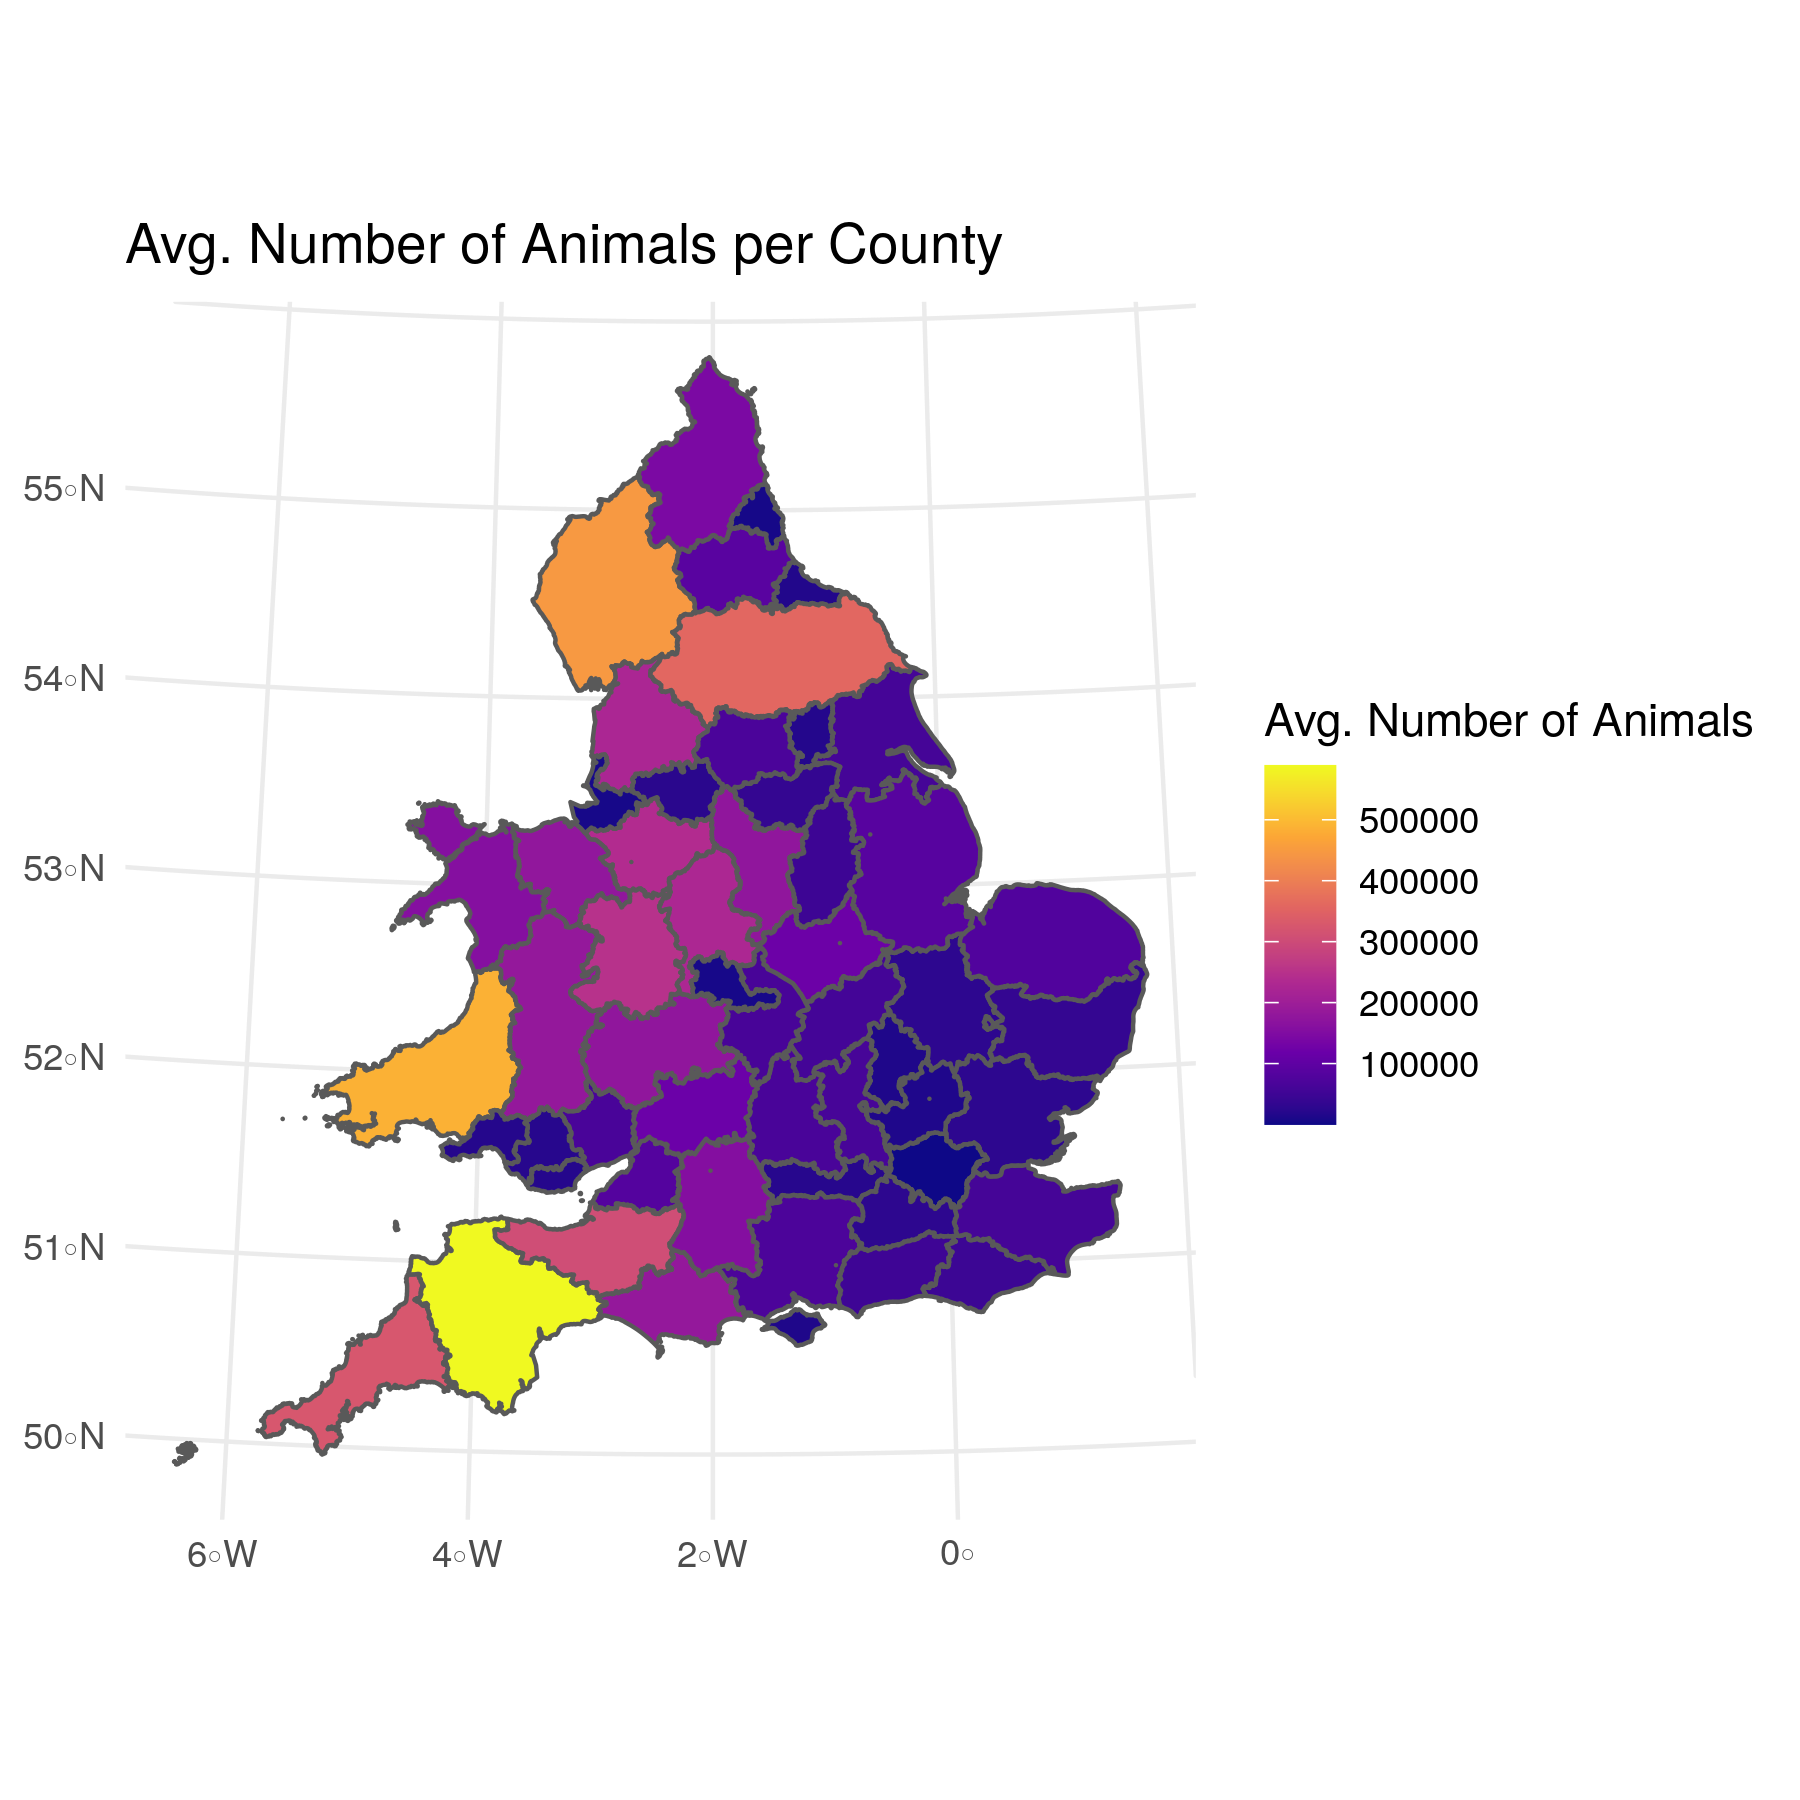 Avg. Number of Animals per County
55◦N
54◦N
53◦N
52◦N
51◦N
50◦N
6◦W 4◦W 2◦W 0◦
Avg. Number of Animals
500000
400000
300000
200000
100000